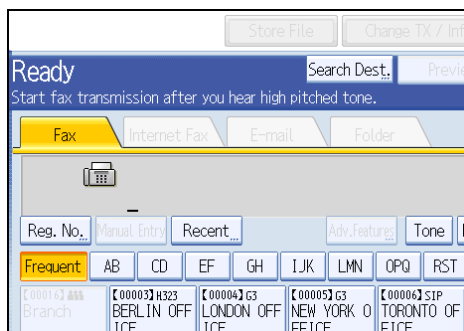 Store File Change TX / Inf
Ready Search Dest. Previe
Start fax transmission after you hear high pitched tone.
Fax Internet Fax E-mail Folder
Reg. No. Manual Entry Recent Adv.Features Tone
Frequent AB CD EF GH IJK LMN OPQ RST
【00016】 【00003】H323 【00004】G3 【00005】G3 【00006】SIP
Branch BERLIN OFF LONDON OFF NEW YORK O TORONTO OF
ICE ICE FFICE FICE